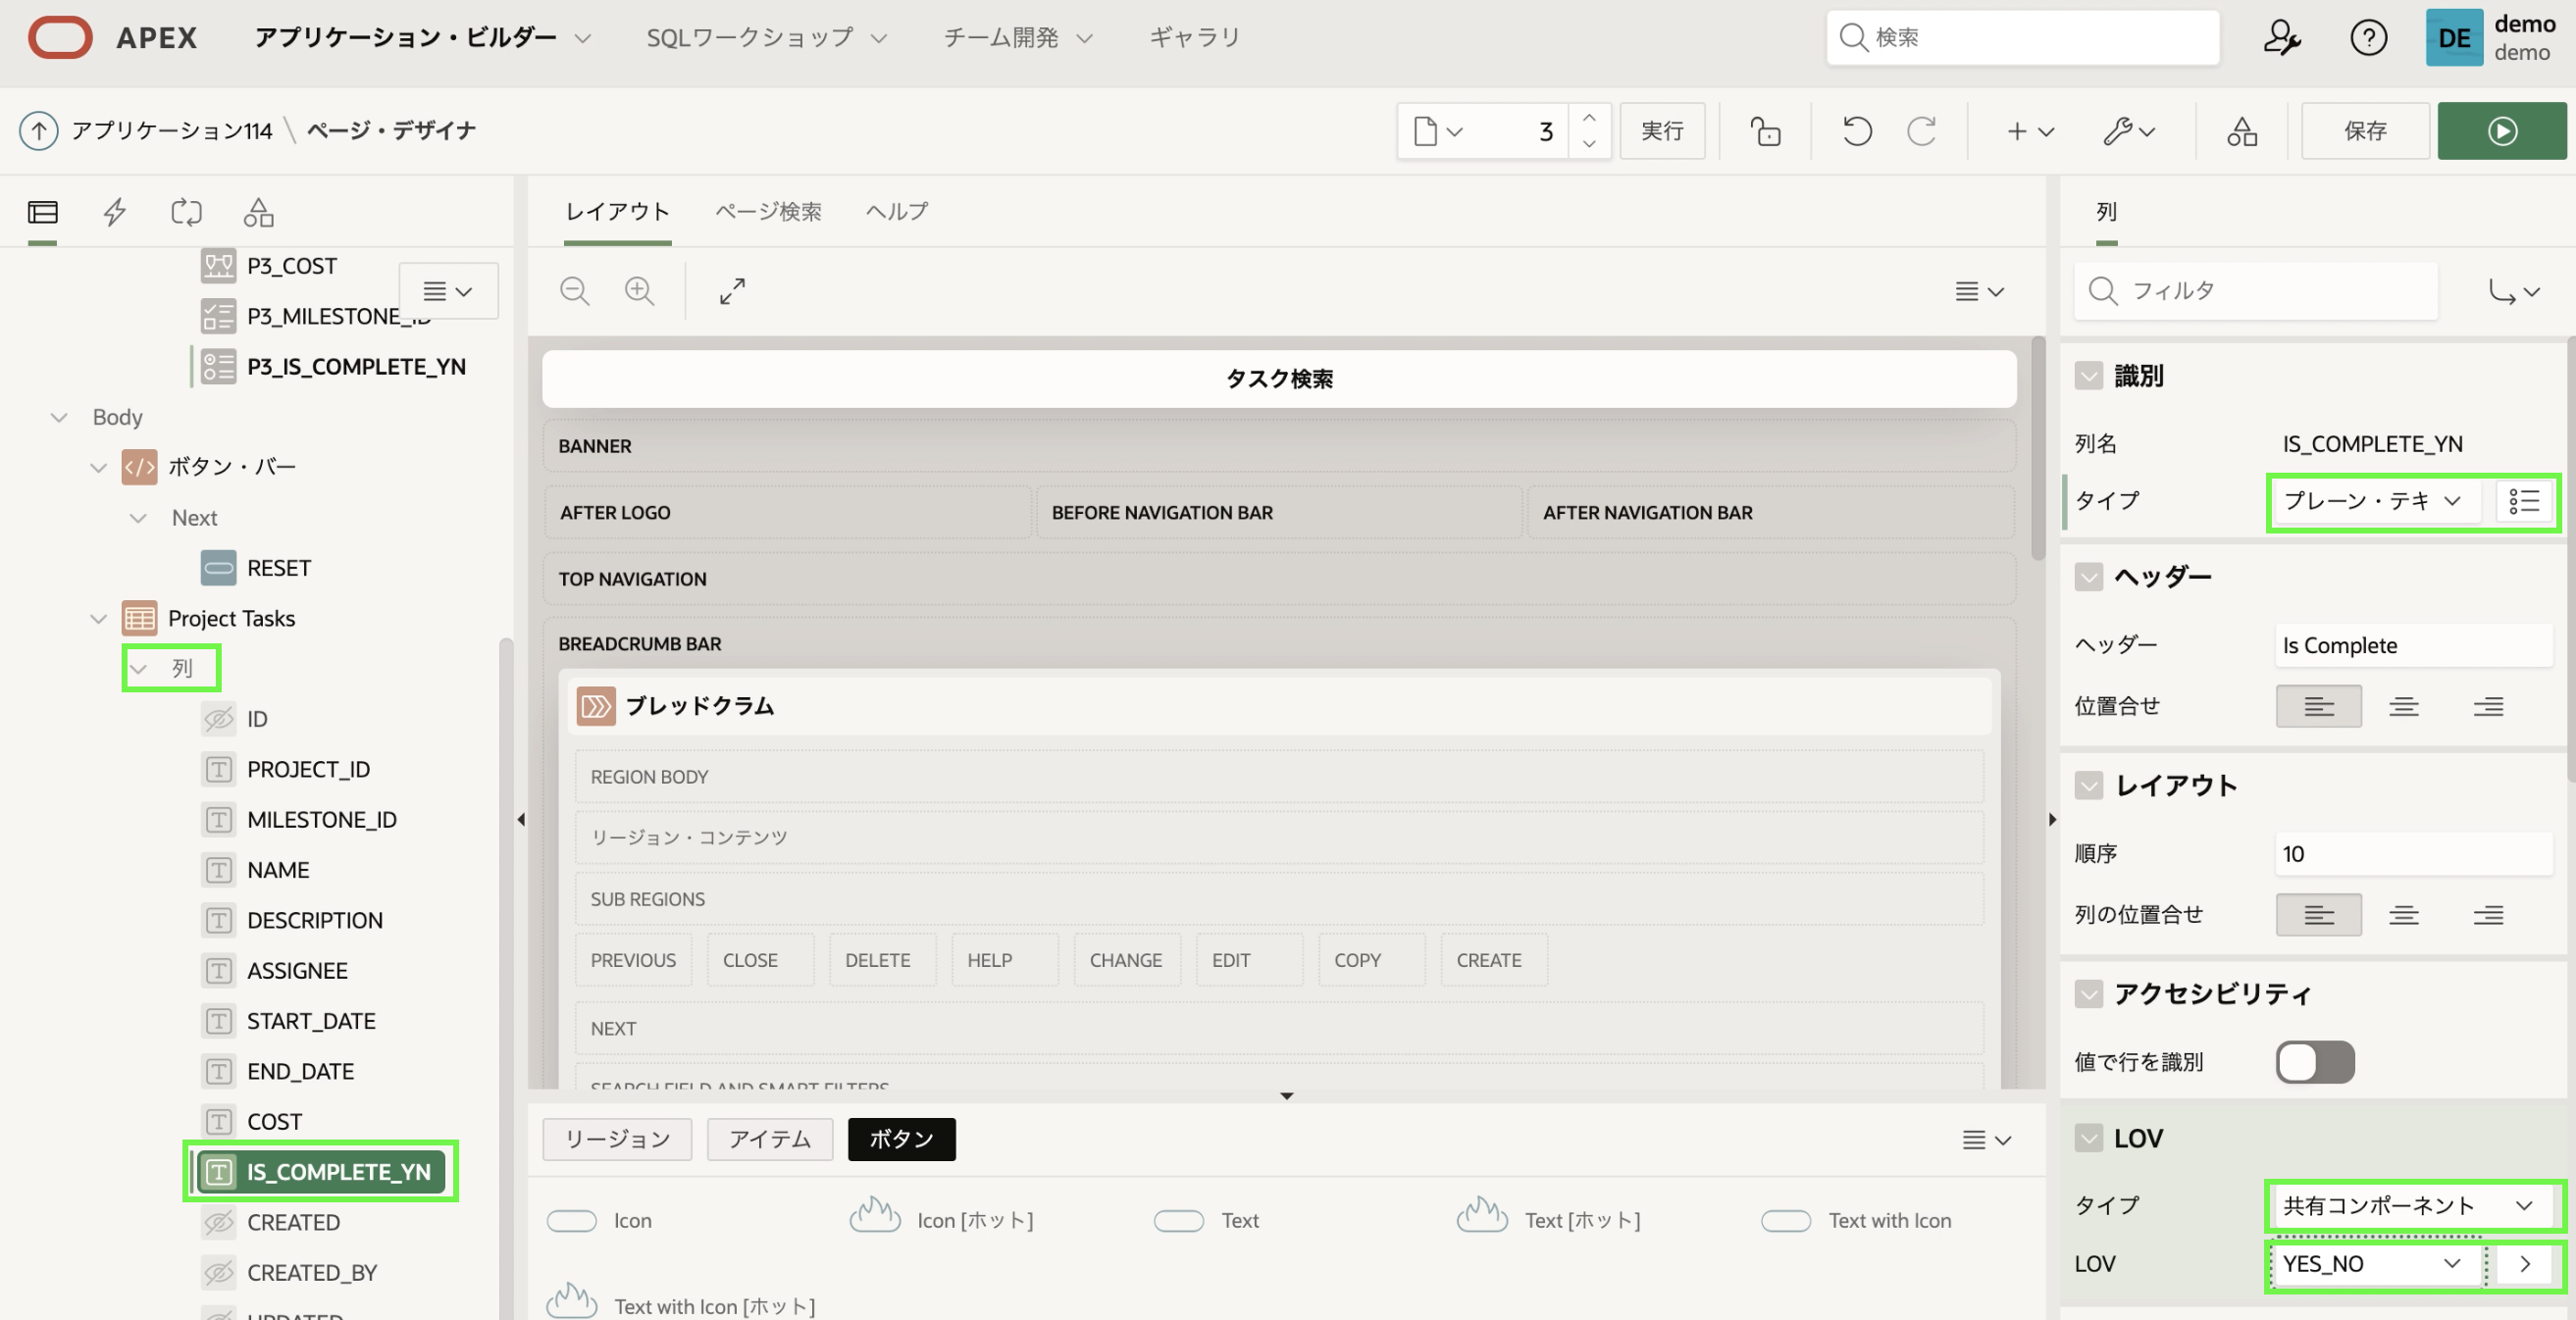 APEX アプリケーション・ビルダー SQLワークショップ チーム開発 ギャラリ 検索 DE demo
demo
アプリケーション114 \ ページ・デザイナ 3 実行 保存
P3_COST
P3_MILESTONE_ID
P3_IS_COMPLETE_YN
Body
ボタン・バー
Next
RESET
Project Tasks
列
ID
PROJECT_ID
MILESTONE_ID
NAME
DESCRIPTION
ASSIGNEE
START_DATE
END_DATE
COST
IS_COMPLETE_YN
CREATED
CREATED_BY
UPDATED
レイアウト ページ検索 ヘルプ
タスク検索
BANNER
AFTER LOGO BEFORE NAVIGATION BAR AFTER NAVIGATION BAR
TOP NAVIGATION
BREADCRUMB BAR
ブレッドクラム
REGION BODY
リージョン・コンテンツ
SUB REGIONS
PREVIOUS CLOSE DELETE HELP CHANGE EDIT COPY CREATE
NEXT
SEARCH FIELD AND SMART FILTERS
リージョン アイテム ボタン
Icon Icon [ホット] Text Text [ホット] Text with Icon
Text with Icon [ホット]
列
フィルタ
識別
列名 IS_COMPLETE_YN
タイプ プレーン・テキ
ヘッダー
ヘッダー Is Complete
位置合せ
レイアウト
順序 10
列の位置合せ
アクセシビリティ
値で行を識別
LOV
タイプ 共有コンポーネント
LOV YES_NO